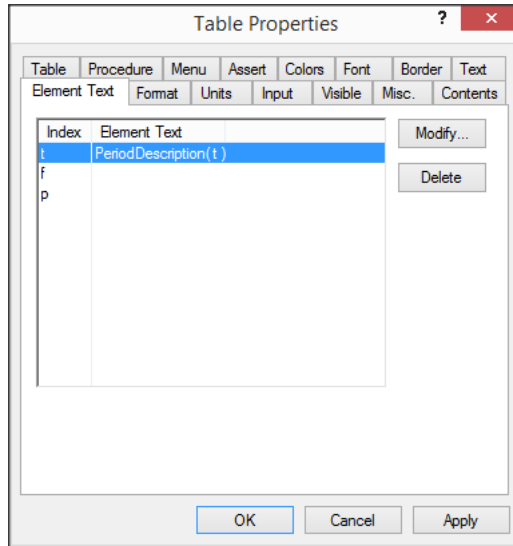 Table Properties ? ×
Table Procedure Menu Assert Colors Font Border Text
Element Text Format Units Input Visible Misc. Contents
Index Element Text
Modify...
t PeriodDescription(t )
Delete
f
p
OK Cancel Apply